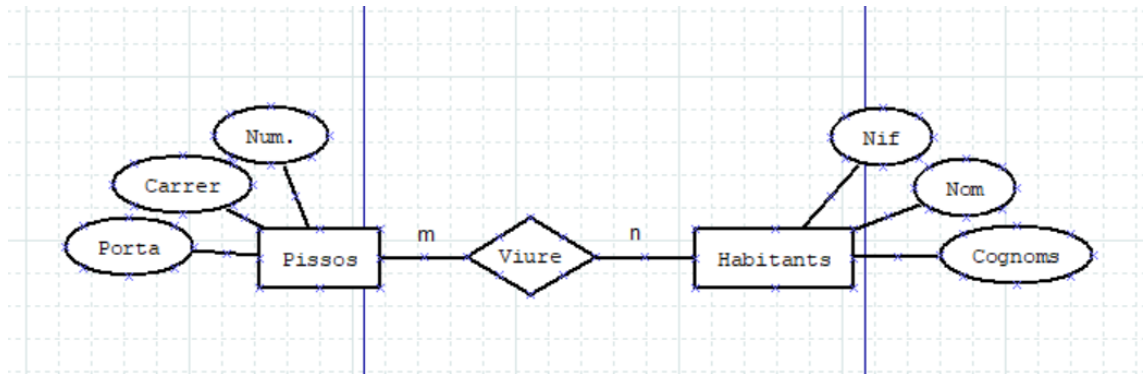 Num.
Carrer
Porta
Pissos
m
Viure
n
Habitants
Nif
Nom
Cognoms